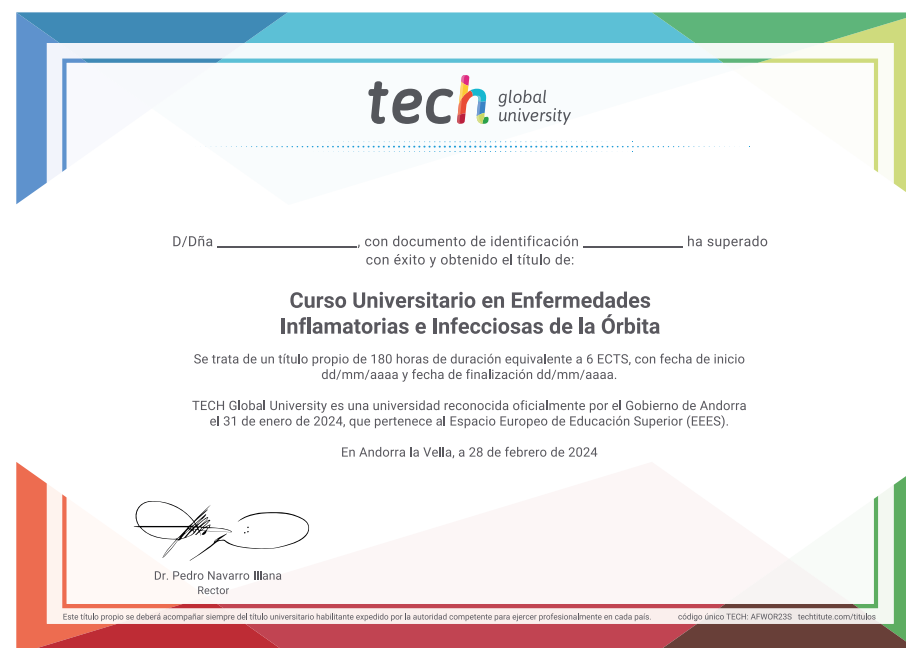 tech global
university
D/Dña ____________, con documento de identificación ____________ ha superado
con éxito y obtenido el título de:
Curso Universitario en Enfermedades
Inflamatorias e Infecciosas de la Órbita
Se trata de un título propio de 180 horas de duración equivalente a 6 ECTS, con fecha de inicio
dd/mm/aaaa y fecha de finalización dd/mm/aaaa.
TECH Global University es una universidad reconocida oficialmente por el Gobierno de Andorra
el 31 de enero de 2024, que pertenece al Espacio Europeo de Educación Superior (EEES).
En Andorra la Vella, a 28 de febrero de 2024
Dr. Pedro Navarro Illana
Rector
Este título propio se deberá acompañar siempre del título universitario habilitante expedido por la autoridad competente para ejercer profesionalmente en cada país. código único TECH: AFWOR23S techtitute.com/titulos